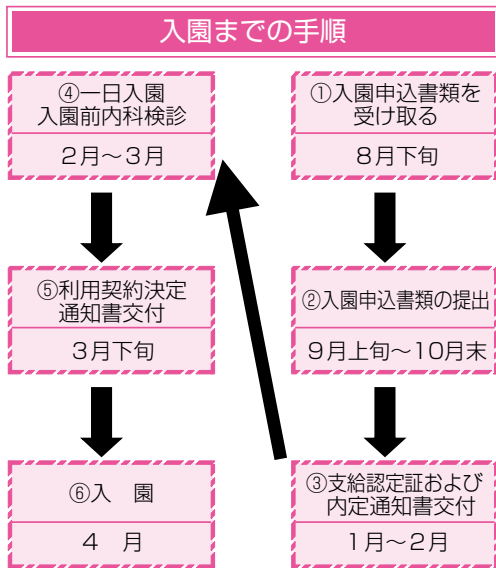 入園までの手順
①入園申込書類を
受け取る
8月下旬
②入園申込書類の提出
9月上旬〜10月末
③支給認定証および
内定通知書交付
1月〜2月
④一日入園
入園前内科検診
2月〜3月
⑤利用契約決定
通知書交付
3月下旬
⑥入　園
4　月